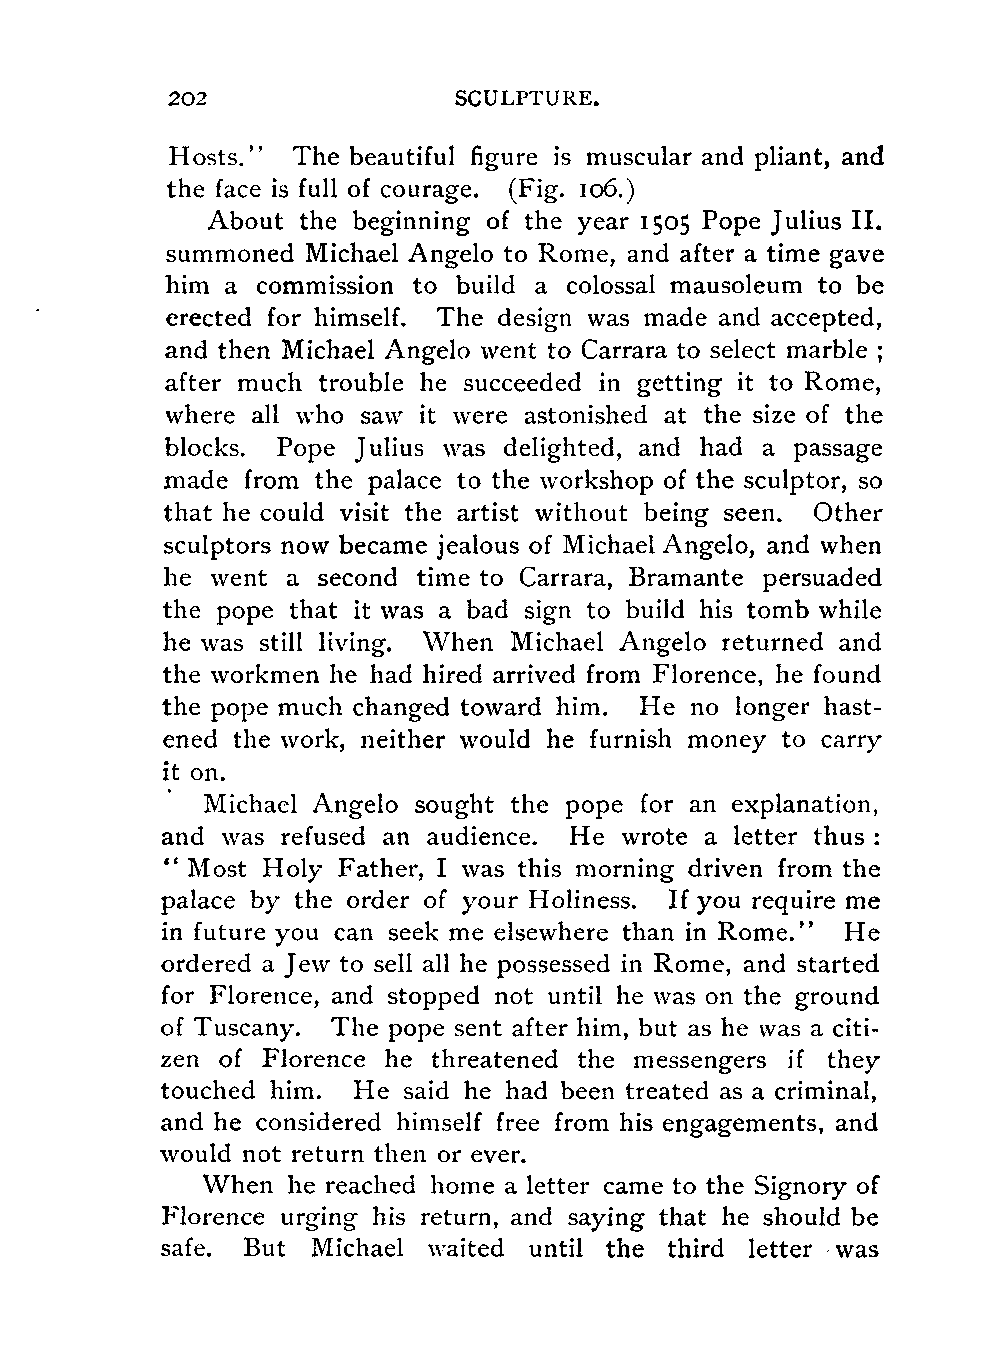 202 SCULPTURE.
Hosts." The beautiful figure is muscular and pliant, and
the face is full of courage. (Fig. 106.)
About the beginning of the year 1505 Pope Julius II.
summoned Michael Angelo to Rome, and after a time gave
him a commission to build a colossal mausoleum to be
erected for himself. The design was made and accepted,
and then Michael Angelo went to Carrara to select marble ;
after much trouble he succeeded in getting it to Rome,
where all who saw it were astonished at the size of the
blocks. Pope Julius was delighted, and had a passage
made from the palace to the workshop of the sculptor, so
that he could visit the artist without being seen. Other
sculptors now became jealous of Michael Angelo, and when
he went a second time to Carrara, Bramante persuaded
the pope that it was a bad sign to build his tomb while
he was still living. When Michael Angelo returned and
the workmen he had hired arrived from Florence, he found
the pope much changed toward him. He no longer hast-
ened the work, neither would he furnish money to carry
it on.
Michael Angelo sought the pope for an explanation,
and was refused an audience. He wrote a letter thus :
" Most Holy Father, I was this morning driven from the
palace by the order of your Holiness. If you require me
in future you can seek me elsewhere than in Rome." He
ordered a Jew to sell all he possessed in Rome, and started
for Florence, and stopped not until he was on the ground
of Tuscany. The pope sent after him, but as he was a citi-
zen of Florence he threatened the messengers if they
touched him. He said he had been treated as a criminal,
and he considered himself free from his engagements, and
would not return then or ever.
When he reached home a letter came to the Signory of
Florence urging his return, and saying that he should be
safe. But Michael waited until the third letter was